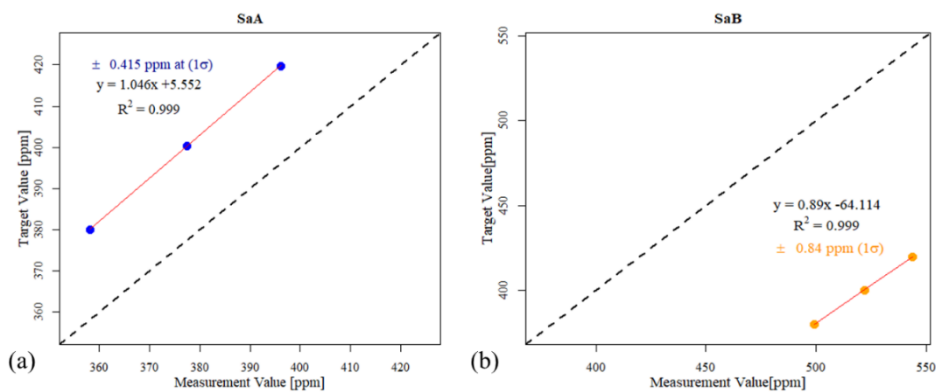 SaA
± 0.415 ppm at (1σ)
y = 1.046x +5.552
R² = 0.999
Target Value [ppm]
420
410
400
390
380
370
360
360 370 380 390 400 410 420
(a) Measurement Value [ppm]
SaB
550
500
450
400
Target Value[ppm]
y = 0.89x -64.114
R² = 0.999
± 0.84 ppm (1σ)
400 450 500 550
(b) Measurement Value [ppm]